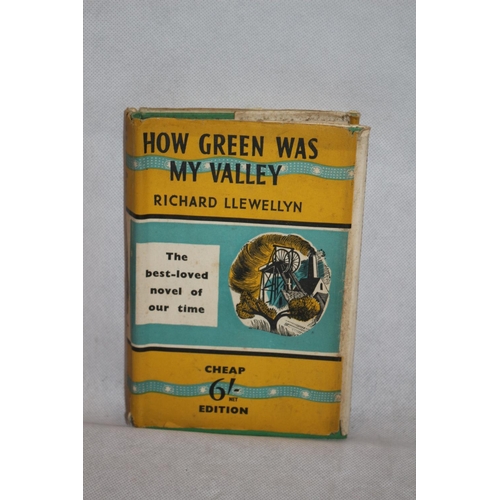 HOW GREEN WAS
MY VALLEY
RICHARD LLEWELLYN
The
best-loved
novel of
our time
CHEAP
6/-
NET
EDITION